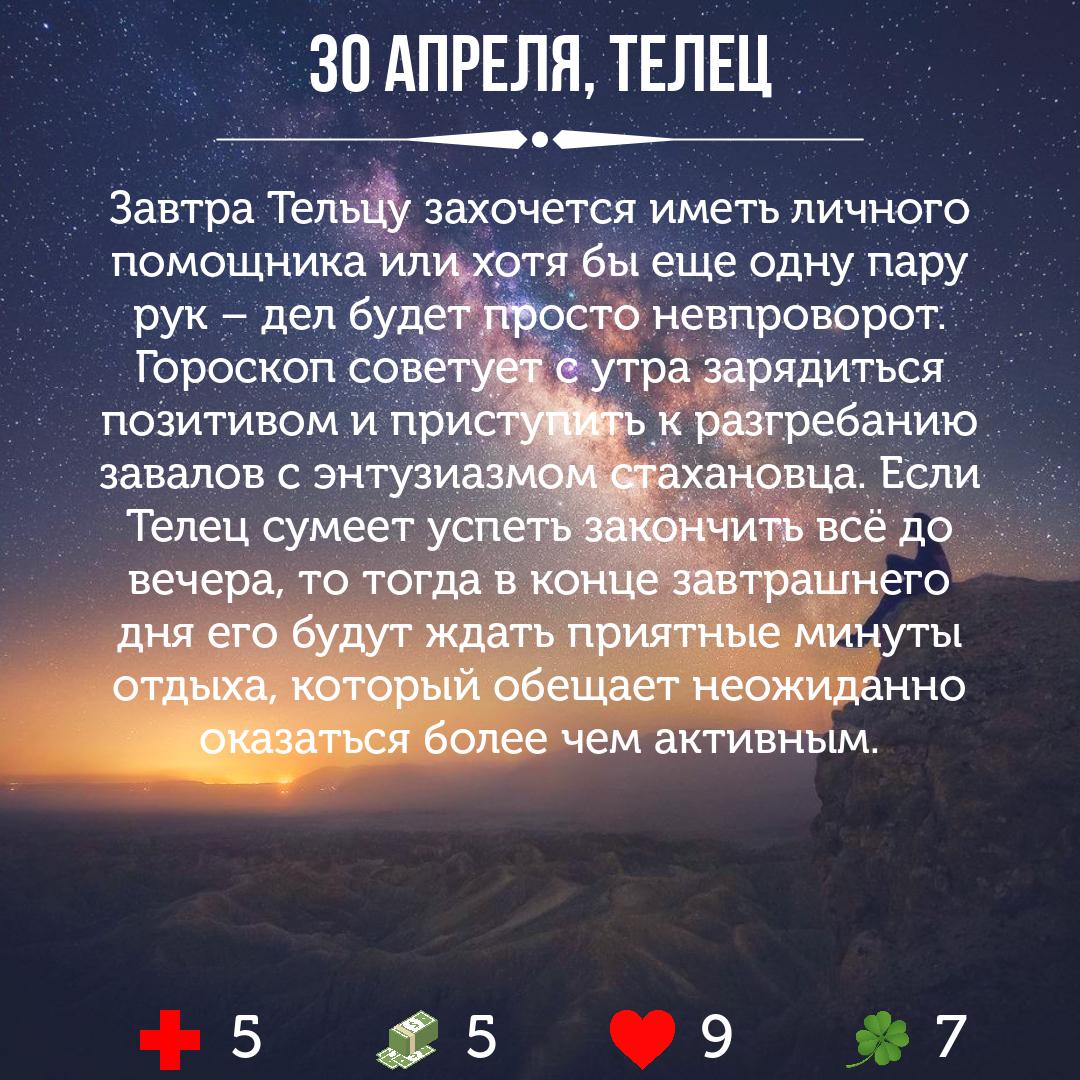 30 АПРЕЛЯ, ТЕЛЕЦ
Завтра Тельцу захочется иметь личного
помощника или хотя бы еще одну пару
рук – дел будет просто невпроворот.
Гороскоп советует с утра зарядиться
позитивом и приступить к разгребанию
завалов с энтузиазмом стахановца. Если
Телец сумеет успеть закончить всё до
вечера, то тогда в конце завтрашнего
дня его будут ждать приятные минуты
отдыха, который обещает неожиданно
оказаться более чем активным.
5 5 9 7